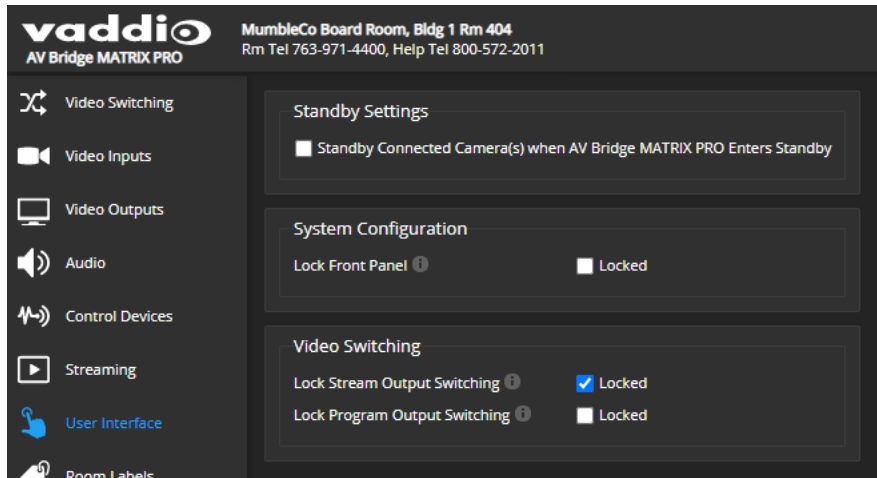 vaddio
AV Bridge MATRIX PRO
MumbleCo Board Room, Bldg 1 Rm 404
Rm Tel 763-971-4400, Help Tel 800-572-2011
Video Switching
Video Inputs
Video Outputs
Audio
Control Devices
Streaming
User Interface
Room Labels
Standby Settings
Standby Connected Camera(s) when AV Bridge MATRIX PRO Enters Standby
System Configuration
Lock Front Panel Locked
Video Switching
Lock Stream Output Switching Locked
Lock Program Output Switching Locked